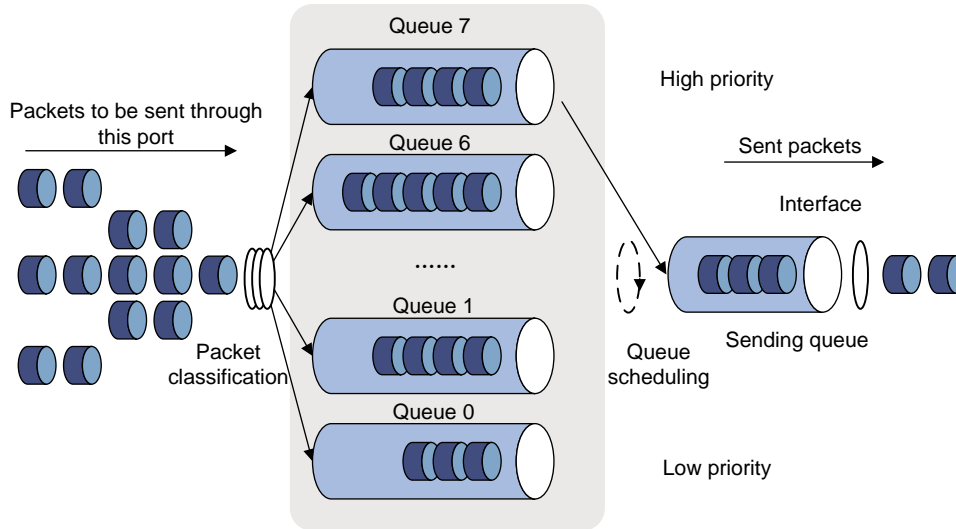 Queue 7
High priority
Packets to be sent through
this port
Queue 6
Sent packets
Interface
......
Queue 1
Packet
classification
Queue
scheduling
Sending queue
Queue 0
Low priority